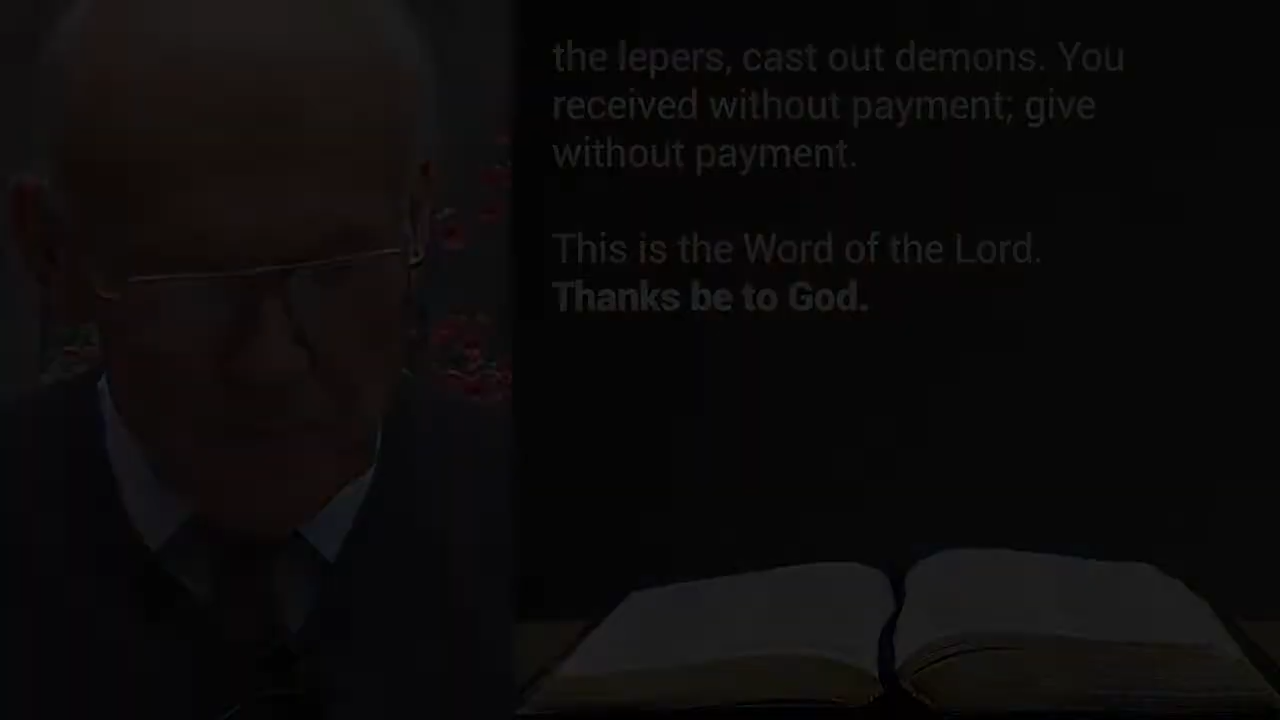 the lepers, cast out demons. You
received without payment; give
without payment.
This is the Word of the Lord.
Thanks be to God.